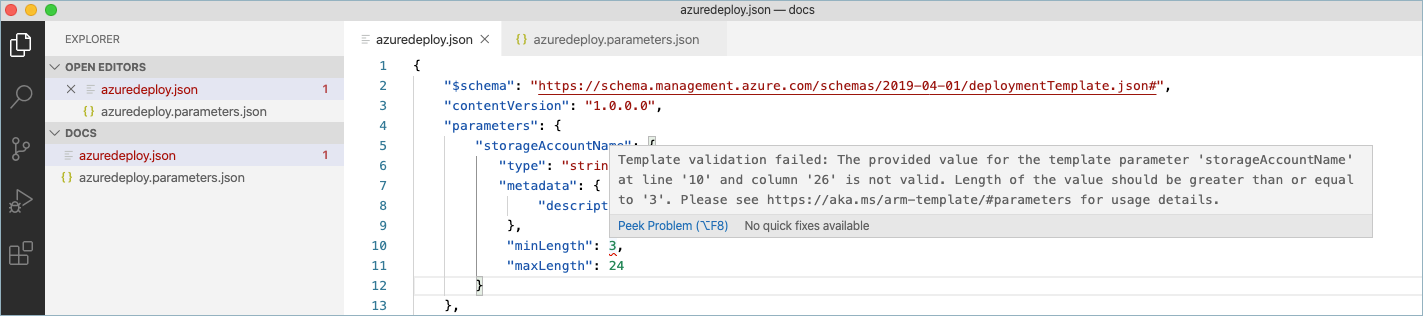 azuredeploy.json — docs
EXPLORER
OPEN EDITORS
azuredeploy.json 1
{} azuredeploy.parameters.json
DOCS
azuredeploy.json 1
{} azuredeploy.parameters.json
azuredeploy.json
{} azuredeploy.parameters.json
1 {
2 "$schema": "https://schema.management.azure.com/schemas/2019-04-01/deploymentTemplate.json#",
3 "contentVersion": "1.0.0.0",
4 "parameters": {
5 "storageAccountName": {
6 "type": "strin
7 "metadata": {
8 "descript
9 },
10 "minLength": 3,
11 "maxLength": 24
12 }
13 },
Template validation failed: The provided value for the template parameter 'storageAccountName'
at line '10' and column '26' is not valid. Length of the value should be greater than or equal
to '3'. Please see https://aka.ms/arm-template/#parameters for usage details.
Peek Problem (⌥F8) No quick fixes available